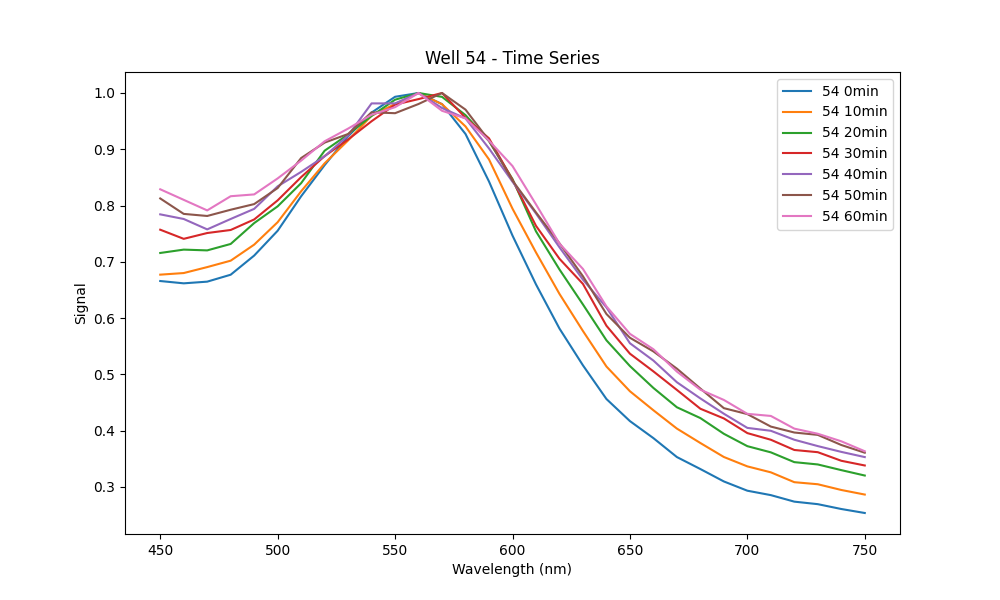 Well 54 - Time Series
Signal
1.0
0.9
0.8
0.7
0.6
0.5
0.4
0.3
54 0min
54 10min
54 20min
54 30min
54 40min
54 50min
54 60min
450 500 550 600 650 700 750
Wavelength (nm)